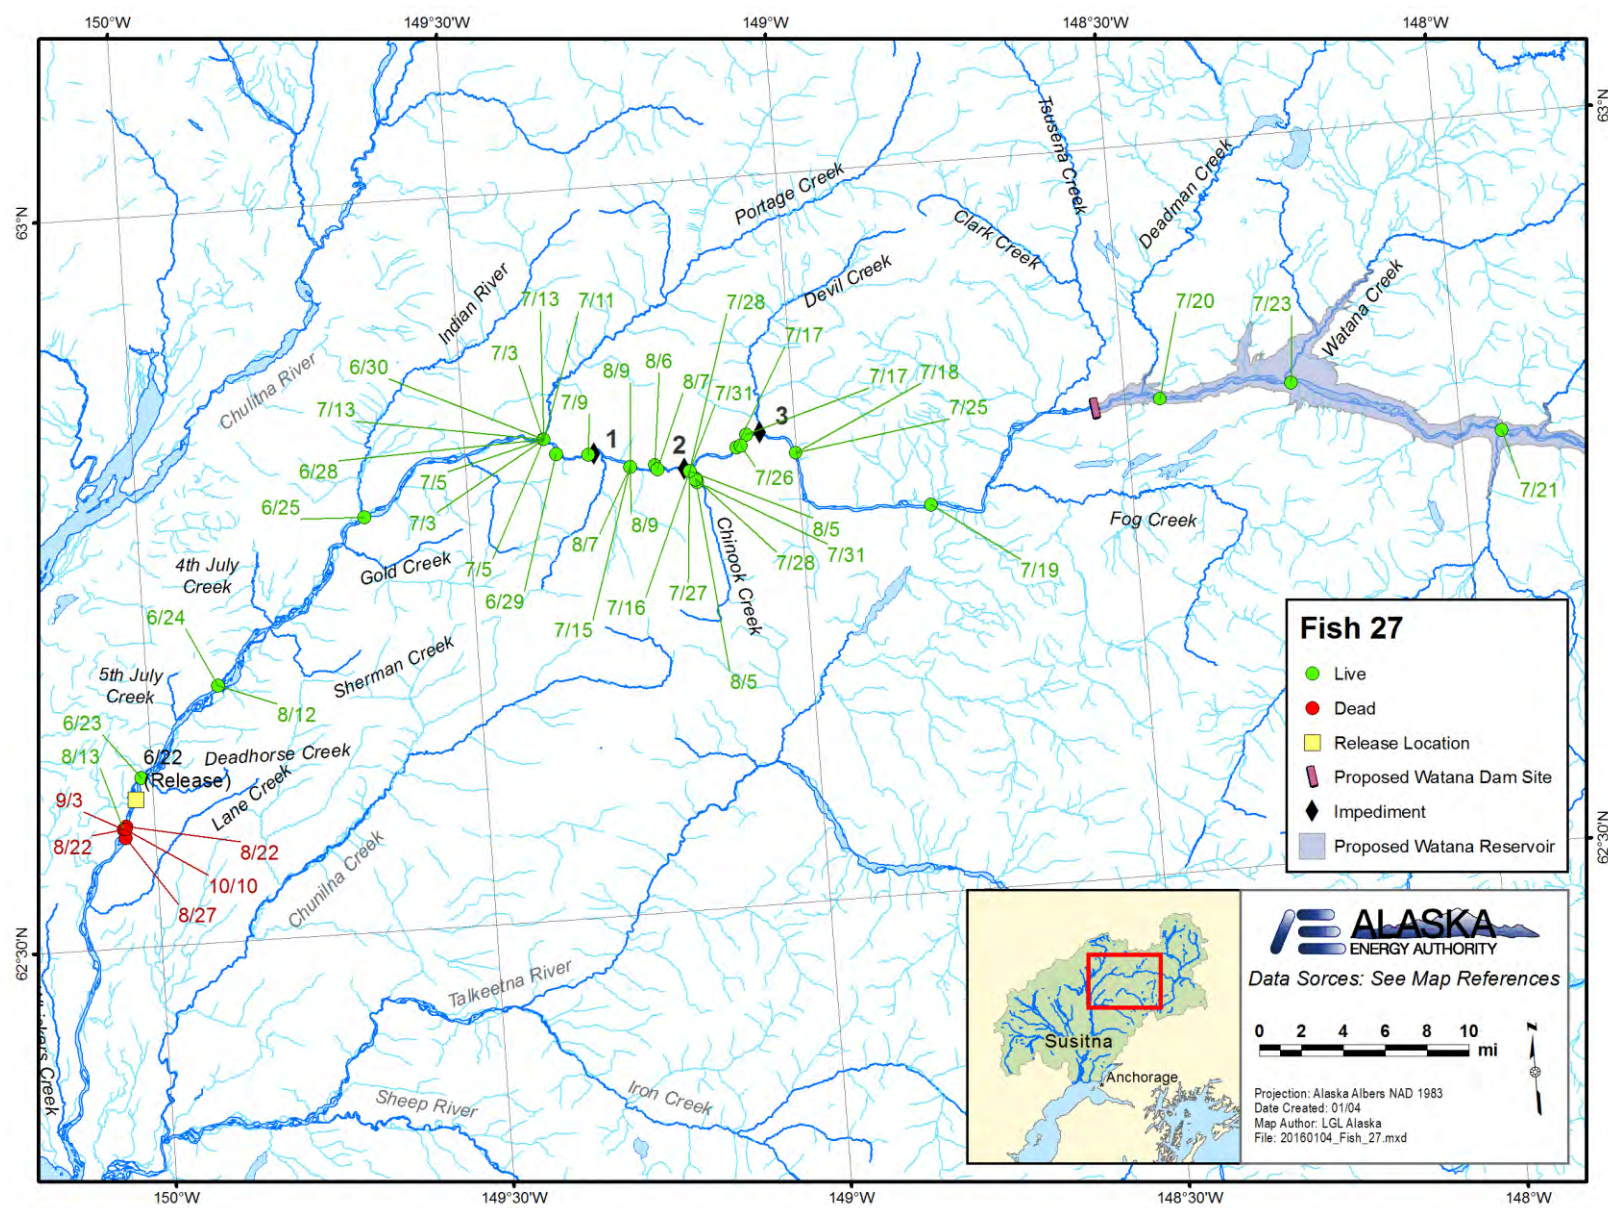 150°W
149°30'W
149°W
148°30'W
148°W
63°N
63°N
Tsusena Creek
Deadman Creek
Portage Creek
Clark Creek
Devil Creek
Indian River
Watana Creek
Chulitna River
7/13
7/11
7/28
7/17
7/20
7/23
7/3
6/30
8/9
8/6
8/7
7/31
7/17
7/18
7/25
7/13
7/9
1
2
3
6/28
7/5
7/26
7/21
6/25
7/3
8/7
8/9
8/5
Fog Creek
7/31
4th July
Creek
Gold Creek
7/5
7/28
7/19
6/29
7/16
7/27
Chinook Creek
6/24
7/15
Sherman Creek
8/5
5th July
Creek
8/12
6/23
8/13
6/22
(Release)
Deadhorse Creek
Lane Creek
9/3
8/22
8/22
10/10
8/27
Chunilna Creek
62°30'N
62°30'N
Talkeetna River
Whiskers Creek
Sheep River
Iron Creek
Fish 27
Live
Dead
Release Location
Proposed Watana Dam Site
Impediment
Proposed Watana Reservoir
Susitna
Anchorage
AE ALASKA
ENERGY AUTHORITY
Data Sorces: See Map References
0 2 4 6 8 10
mi
N
Projection: Alaska Albers NAD 1983
Date Created: 01/04
Map Author: LGL Alaska
File: 20160104_Fish_27.mxd
150°W
149°30'W
149°W
148°30'W
148°W